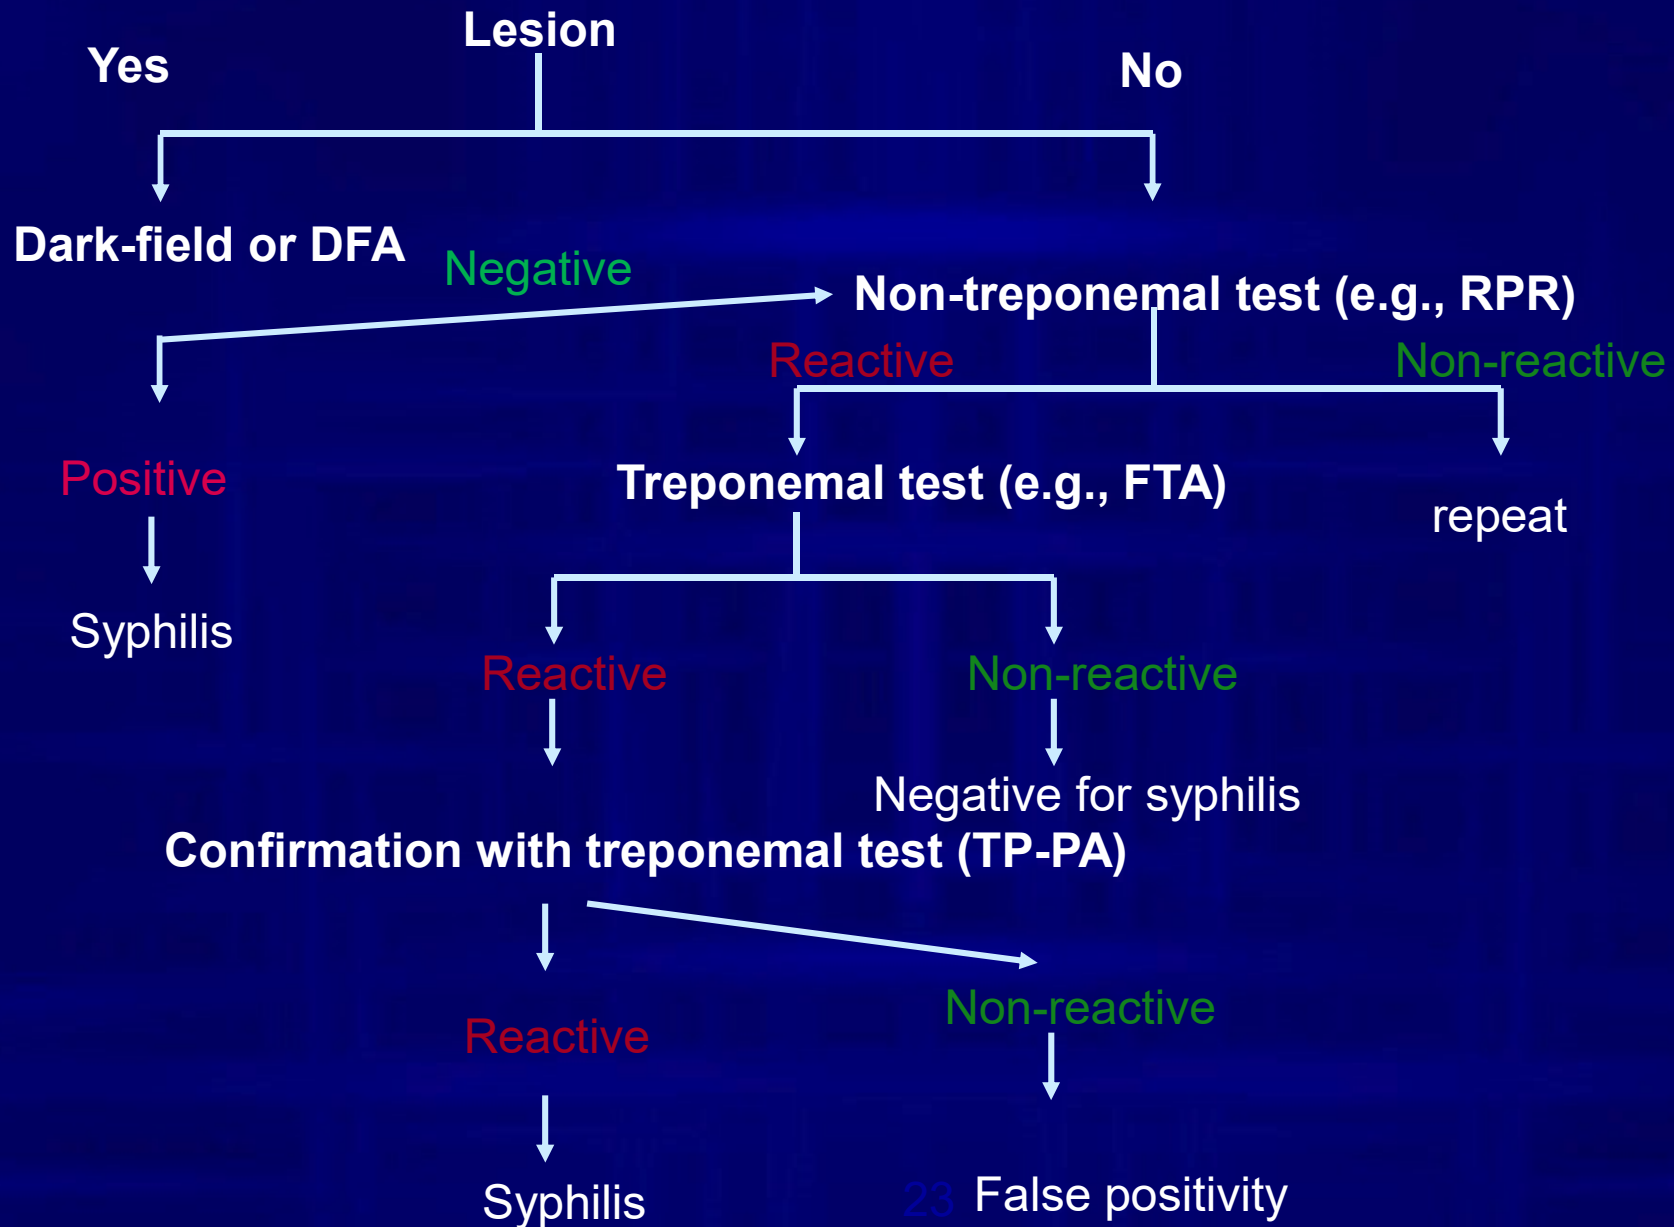 Lesion
Yes
No
Dark-field or DFA
Negative
Non-treponemal test (e.g., RPR)
Reactive
Non-reactive
Positive
Treponemal test (e.g., FTA)
repeat
Syphilis
Reactive
Non-reactive
Negative for syphilis
Confirmation with treponemal test (TP-PA)
Reactive
Non-reactive
Syphilis
23
False positivity